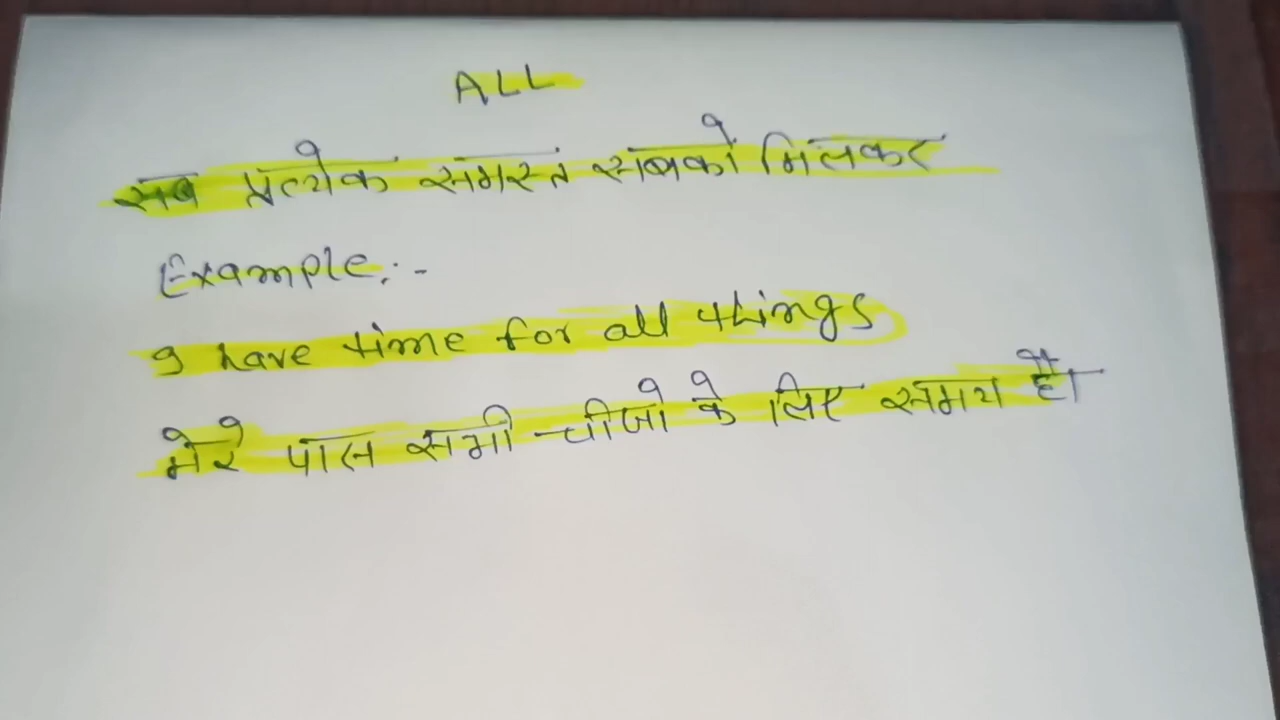 ALL
सब प्रत्येक समस्त सबको मिलकर
Example:-
I have time for all things
मेरे पास सभी चीजो के लिए समय है।